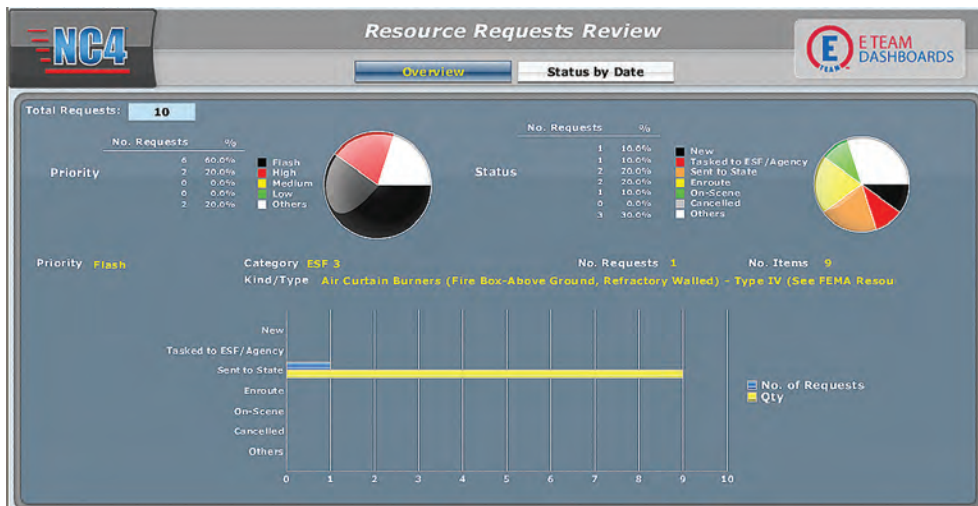 NC4
Resource Requests Review
E TEAM
DASHBOARDS
E
TEAM
Overview
Status by Date
Total Requests: 10
No. Requests %
Priority
6 60.0% Flash
2 20.0% High
0 0.0% Medium
0 0.0% Low
2 20.0% Others
No. Requests %
Status
1 10.0% New
1 10.0% Tasked to ESF/Agency
2 20.0% Sent to State
2 20.0% Enroute
1 10.0% On-Scene
0 0.0% Cancelled
3 30.0% Others
Priority Flash Category ESF 3 No. Requests 1 No. Items 9
Kind/Type Air Curtain Burners (Fire Box-Above Ground, Refractory Walled) - Type IV (See FEMA Resou
New
Tasked to ESF/Agency
Sent to State
Enroute
On-Scene
Cancelled
Others
0 1 2 3 4 5 6 7 8 9 10
No. of Requests
Qty